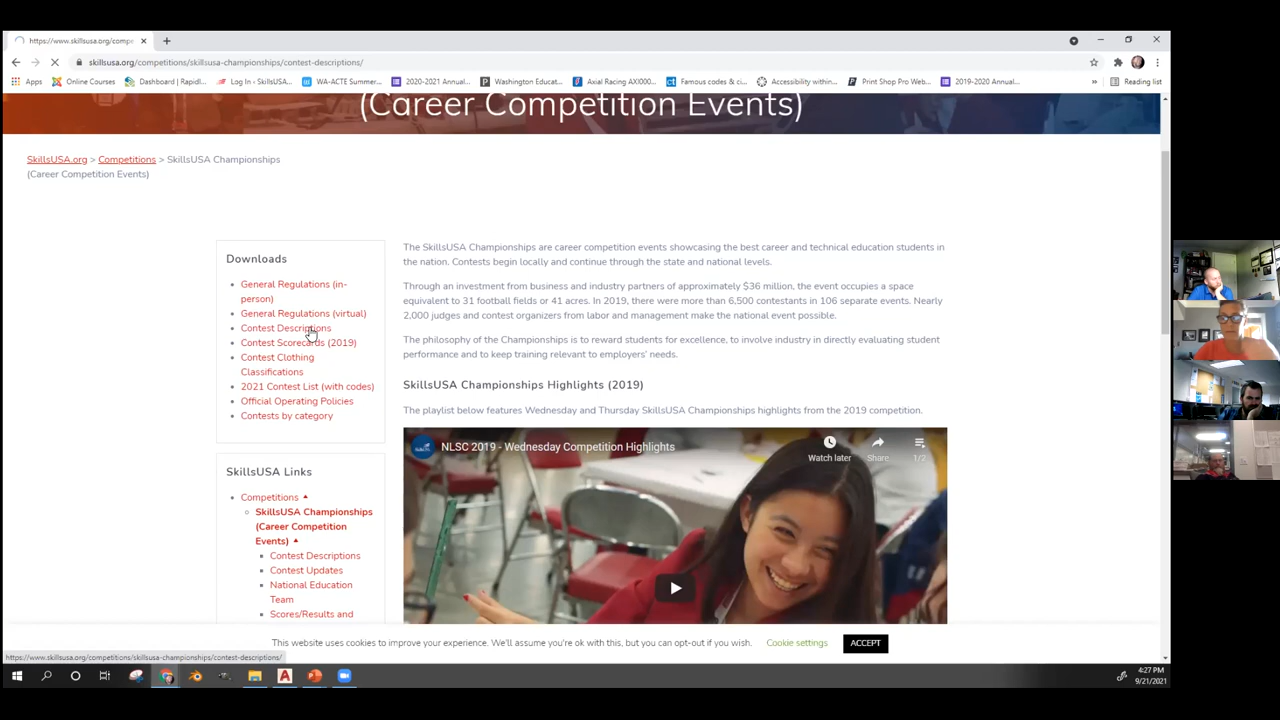 https://www.skillsusa.org/compe
skillsusa.org/competitions/skillsusa-championships/contest-descriptions/
Apps
Online Courses
Dashboard | Rapidl...
Log In - SkillsUSA...
WA-ACTE Summer...
2020-2021 Annual...
Washington Educat...
Axial Racing AXI000...
Famous codes & ci...
Accessibility within...
Print Shop Pro Web...
2019-2020 Annual...
»
Reading list
(Career Competition Events)
SkillsUSA.org > Competitions > SkillsUSA Championships
(Career Competition Events)
Downloads
General Regulations (in-
person)
General Regulations (virtual)
Contest Descriptions
Contest Scorecards (2019)
Contest Clothing
Classifications
2021 Contest List (with codes)
Official Operating Policies
Contests by category
SkillsUSA Links
Competitions
SkillsUSA Championships
(Career Competition
Events)
Contest Descriptions
Contest Updates
National Education
Team
Scores/Results and
The SkillsUSA Championships are career competition events showcasing the best career and technical education students in
the nation. Contests begin locally and continue through the state and national levels.
Through an investment from business and industry partners of approximately $36 million, the event occupies a space
equivalent to 31 football fields or 41 acres. In 2019, there were more than 6,500 contestants in 106 separate events. Nearly
2,000 judges and contest organizers from labor and management make the national event possible.
The philosophy of the Championships is to reward students for excellence, to involve industry in directly evaluating student
performance and to keep training relevant to employers' needs.
SkillsUSA Championships Highlights (2019)
The playlist below features Wednesday and Thursday SkillsUSA Championships highlights from the 2019 competition.
NLSC 2019 - Wednesday Competition Highlights
Watch later
Share
1/2
This website uses cookies to improve your experience. We'll assume you're ok with this, but you can opt-out if you wish.
Cookie settings
ACCEPT
https://www.skillsusa.org/competitions/skillsusa-championships/contest-descriptions/
4:27 PM
9/21/2021